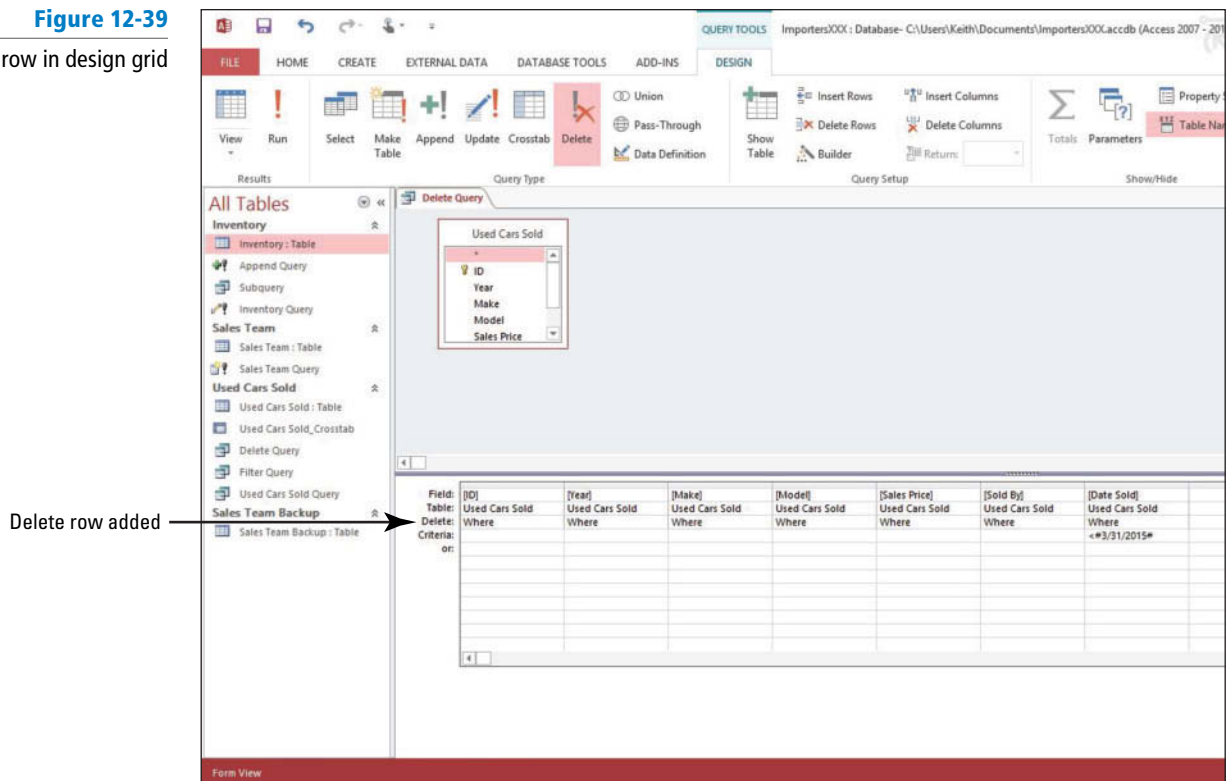 Figure 12-39
row in design grid
QUERY TOOLS
ImportersXXX : Database- C:\Users\Keith\Documents\ImportersXXX.accdb (Access 2007 - 201
FILE HOME CREATE EXTERNAL DATA DATABASE TOOLS ADD-INS DESIGN
View
Run
Select
Make Table
Append
Update
Crosstab
Delete
Union
Pass-Through
Data Definition
Show Table
Insert Rows
Delete Rows
Builder
Insert Columns
Delete Columns
Return:
Totals
Parameters
Property S
Table Na
Results
Query Type
Query Setup
Show/Hide
All Tables
Inventory
Inventory : Table
Append Query
Subquery
Inventory Query
Sales Team
Sales Team : Table
Sales Team Query
Used Cars Sold
Used Cars Sold : Table
Used Cars Sold_Crosstab
Delete Query
Filter Query
Used Cars Sold Query
Sales Team Backup
Sales Team Backup : Table
Delete Query
Used Cars Sold
*
ID
Year
Make
Model
Sales Price
Field: [ID] [Year] [Make] [Model] [Sales Price] [Sold By] [Date Sold]
Table: Used Cars Sold Used Cars Sold Used Cars Sold Used Cars Sold Used Cars Sold Used Cars Sold Used Cars Sold
Delete: Where Where Where Where Where Where Where
Criteria: <#3/31/2015#
or:
Delete row added
Form View